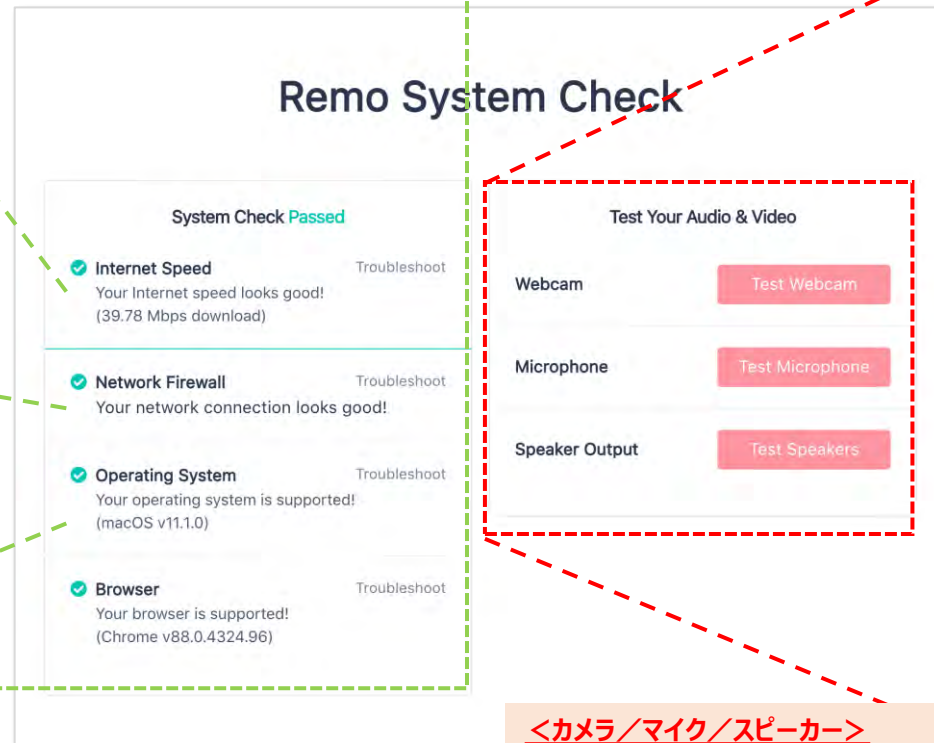 Remo System Check
System Check Passed
Internet Speed Troubleshoot
Your Internet speed looks good!
(39.78 Mbps download)
Network Firewall Troubleshoot
Your network connection looks good!
Operating System Troubleshoot
Your operating system is supported!
(macOS v11.1.0)
Browser Troubleshoot
Your browser is supported!
(Chrome v88.0.4324.96)
Test Your Audio & Video
Webcam Test Webcam
Microphone Test Microphone
Speaker Output Test Speakers
＜カメラ／マイク／スピーカー＞